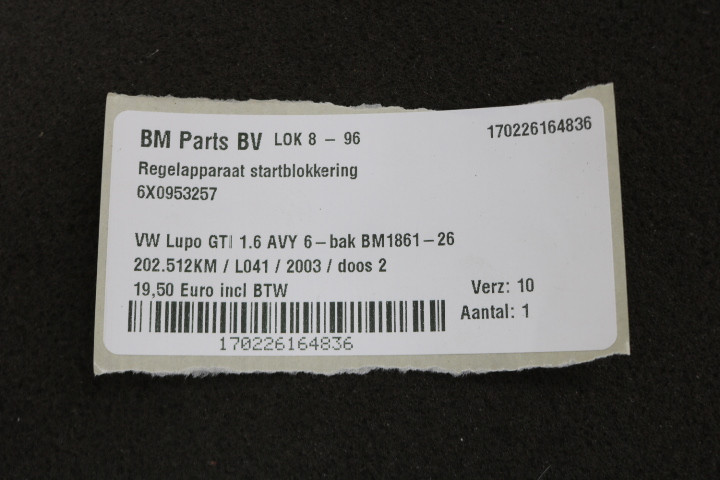 BM Parts BV LOK 8 - 96 170226164836
Regelapparaat startblokkering
6X0953257
VW Lupo GTI 1.6 AVY 6-bak BM1861-26
202.512KM / L041 / 2003 / doos 2
19,50 Euro incl BTW Verz: 10
Aantal: 1
170226164836